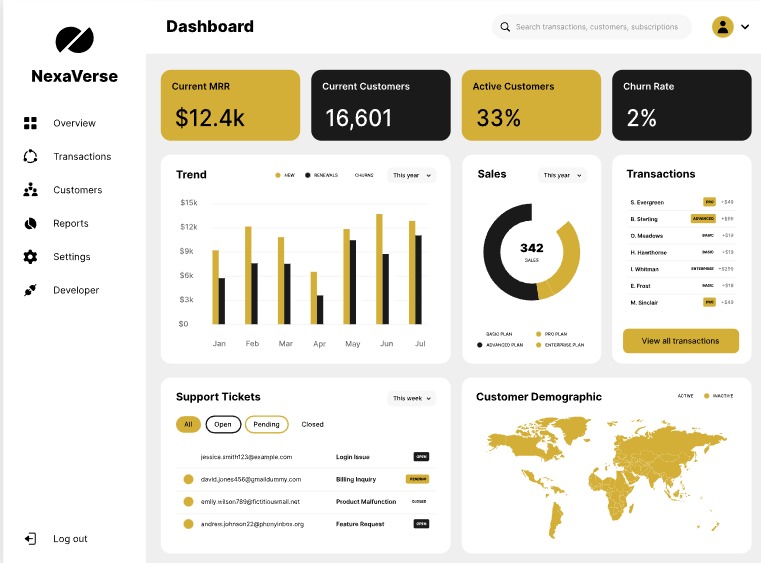 Dashboard
Search transactions, customers, subscriptions
NexaVerse
Overview
Transactions
Customers
Reports
Settings
Developer
Log out
Current MRR
$12.4k
Current Customers
16,601
Active Customers
33%
Churn Rate
2%
Trend
NEW
RENEWALS
CHURNS
This year
$15k
$12k
$9k
$6k
$3k
$0
Jan Feb Mar Apr May Jun Jul
Sales
This year
342
SALES
BASIC PLAN
PRO PLAN
ADVANCED PLAN
ENTERPRISE PLAN
Transactions
S. Evergreen PRO +$49
B. Sterling ADVANCED +$99
O. Meadows BASIC +$19
H. Hawthorne BASIC +$19
I. Whitman ENTERPRISE +$299
E. Frost BASIC +$19
M. Sinclair PRO +$49
View all transactions
Support Tickets
This week
All Open Pending Closed
jessica.smith123@example.com Login Issue OPEN
david.jones456@gmaildummy.com Billing Inquiry PENDING
emily.wilson789@fictitiousmail.net Product Malfunction CLOSED
andrew.johnson22@phonyinbox.org Feature Request OPEN
Customer Demographic
ACTIVE
INACTIVE